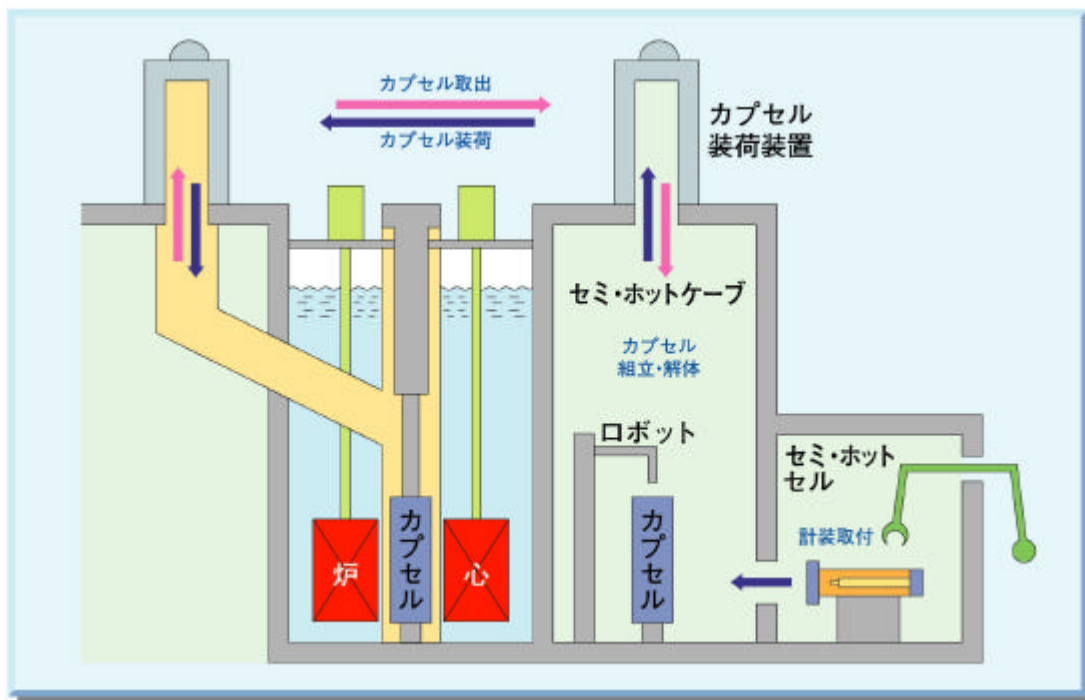 カプセル取出
カプセル装荷
カプセル
装荷装置
セミ・ホットケーブ
カプセル
組立・解体
ロボット
セミ・ホット
セル
計装取付
炉
カプセル
心
カプセル